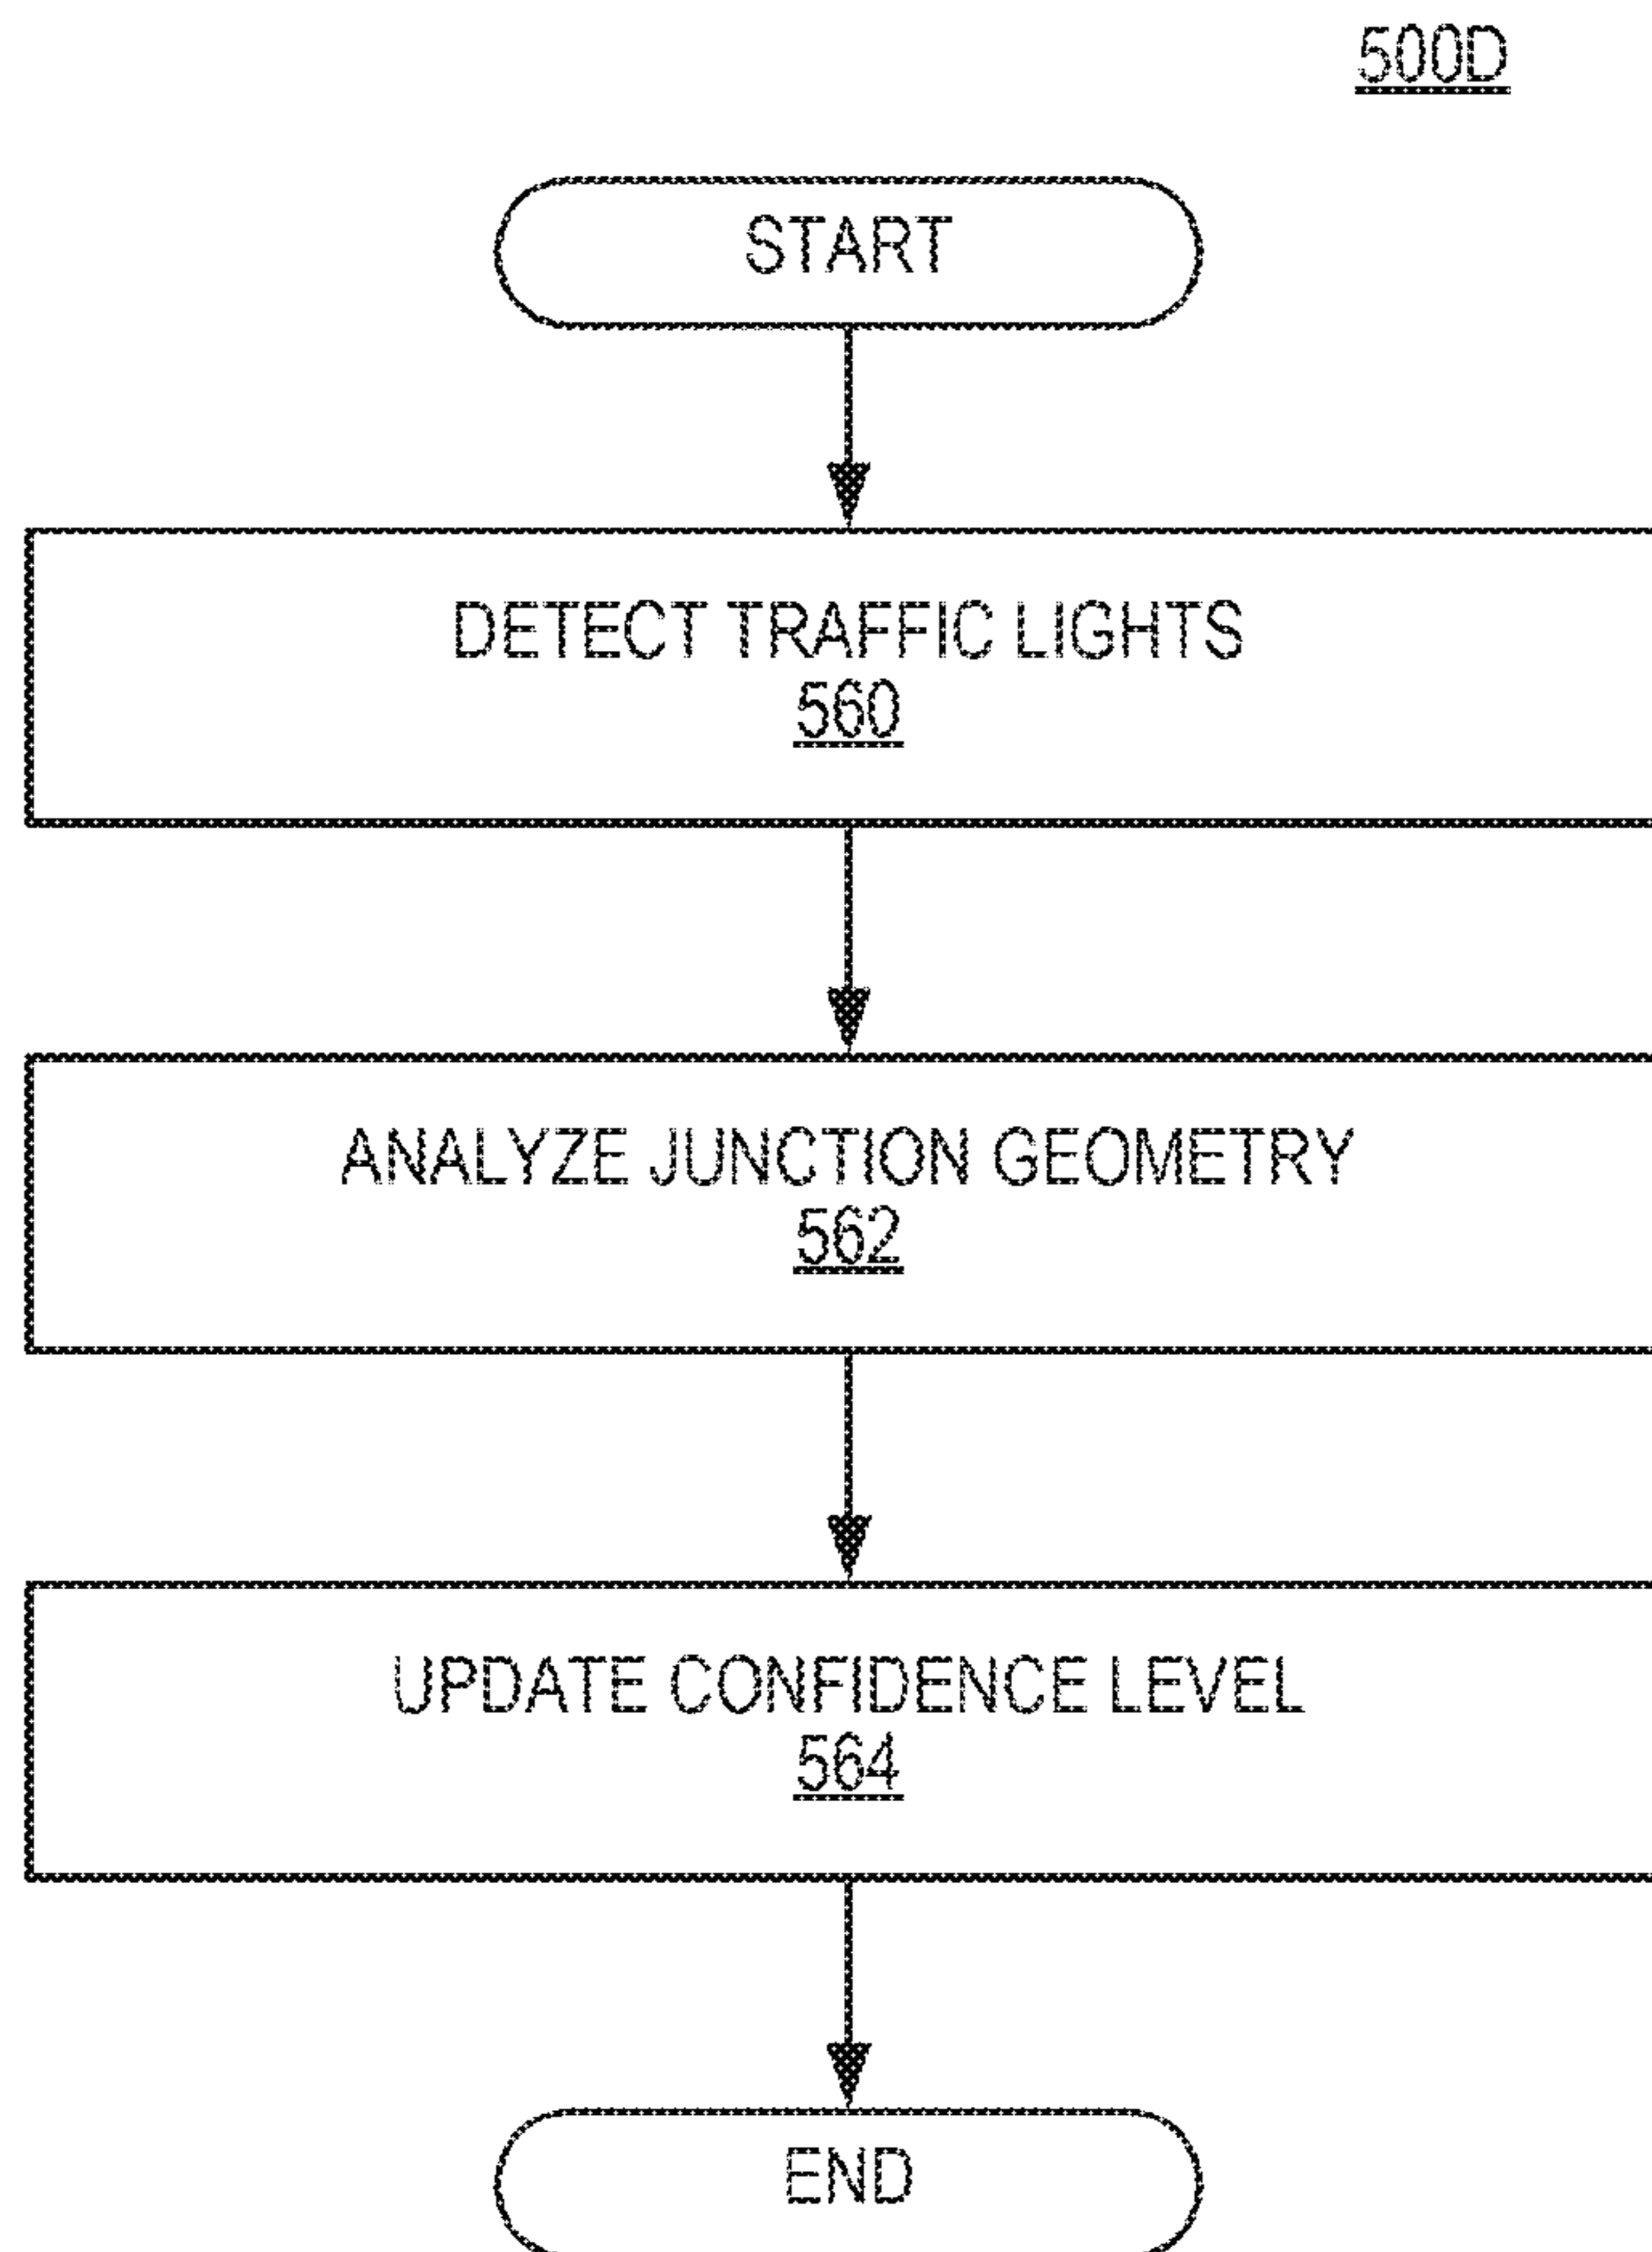 500D
START
DETECT TRAFFIC LIGHTS
560
ANALYZE JUNCTION GEOMETRY
562
UPDATE CONFIDENCE LEVEL
564
END